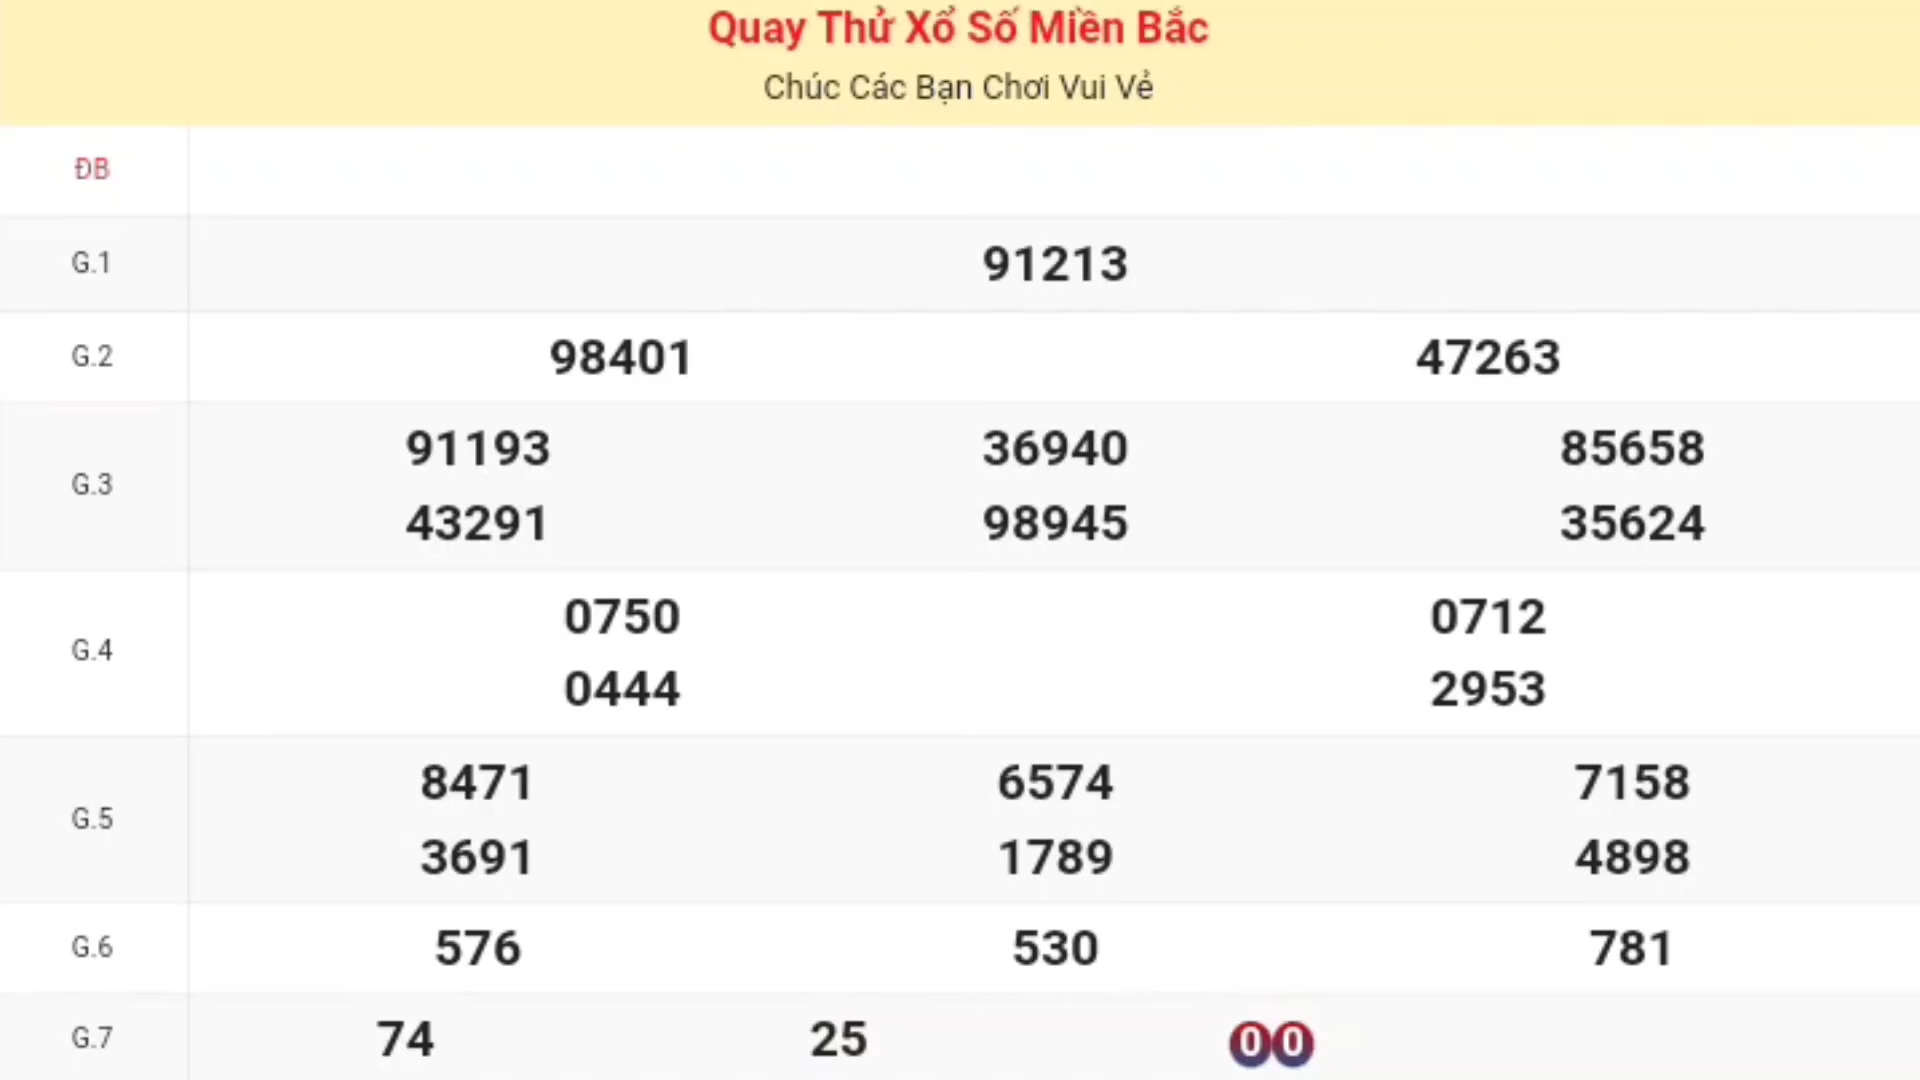 Quay Thử Xổ Số Miền Bắc
Chúc Các Bạn Chơi Vui Vẻ
ĐB
G.1 91213
G.2 98401 47263
G.3
91193 36940 85658
43291 98945 35624
G.4
0750 0712
0444 2953
G.5
8471 6574 7158
3691 1789 4898
G.6 576 530 781
G.7 74 25 00